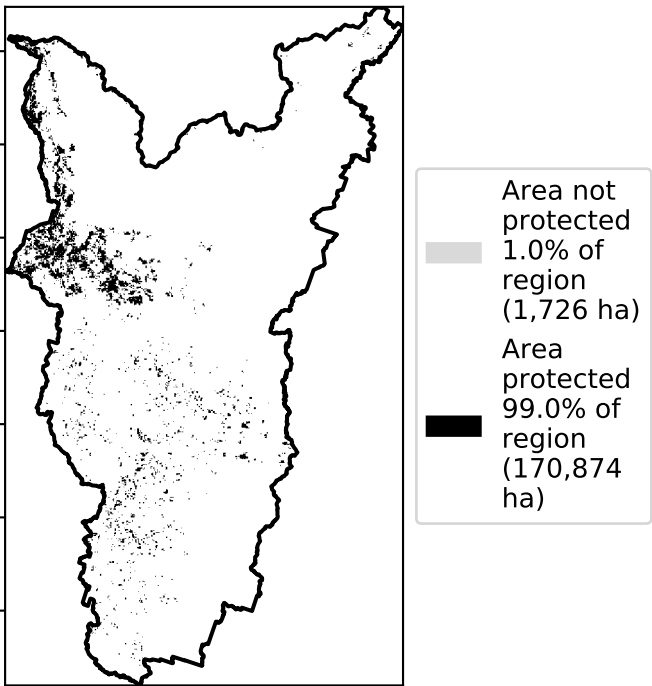 Area not
protected
1.0% of
region
(1,726 ha)
Area
protected
99.0% of
region
(170,874
ha)